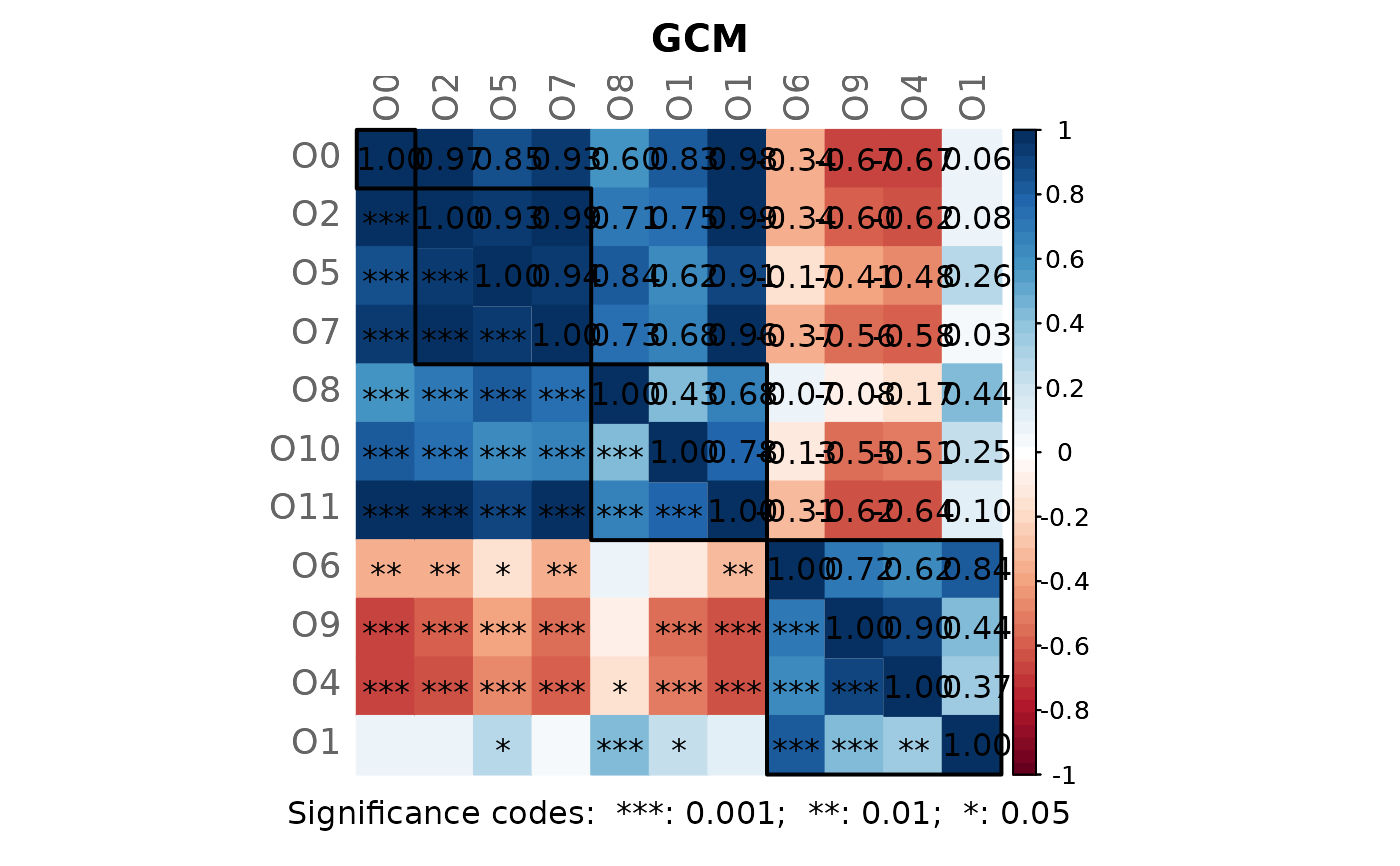 GCM
O0 O2 O5 O7 O8 O1 O1 O6 O9 O4 O1
O0 1.00 0.97 0.85 0.93 0.60 0.83 0.98 -0.34 -0.67 -0.67 0.06
O2 *** 1.00 0.93 0.99 0.71 0.75 0.99 -0.34 -0.60 -0.62 0.08
O5 *** *** 1.00 0.94 0.84 0.62 0.91 -0.17 -0.41 -0.48 0.26
O7 *** *** *** 1.00 0.73 0.68 0.96 -0.37 -0.56 -0.58 0.03
O8 *** *** *** *** 1.00 0.43 0.68 0.07 -0.08 -0.17 0.44
O10 *** *** *** *** *** 1.00 0.78 -0.13 -0.55 -0.51 0.25
O11 *** *** *** *** *** *** 1.00 -0.31 -0.62 -0.64 0.10
O6 ** ** * ** ** 1.00 0.72 0.62 0.84
O9 *** *** *** *** *** *** *** 1.00 0.90 0.44
O4 *** *** *** *** * *** *** *** *** 1.00 0.37
O1 * *** * *** *** ** 1.00
1
0.8
0.6
0.4
0.2
0
-0.2
-0.4
-0.6
-0.8
-1
Significance codes: ***: 0.001; **: 0.01; *: 0.05